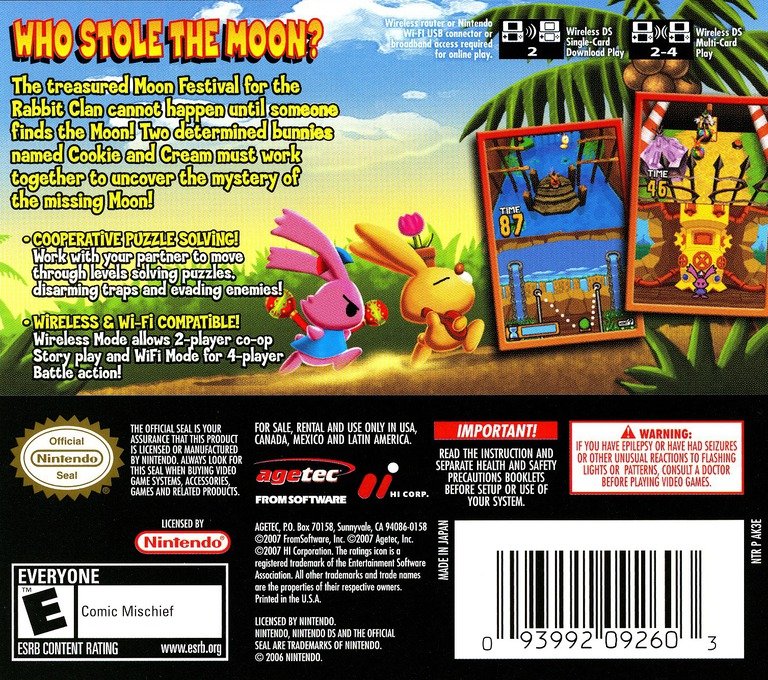 WHO STOLE THE MOON?
The treasured Moon Festival for the
Rabbit Clan cannot happen until someone
finds the Moon! Two determined bunnies
named Cookie and Cream must work
together to uncover the mystery of
the missing Moon!
• COOPERATIVE PUZZLE SOLVING!
Work with your partner to move
through levels solving puzzles,
disarming traps and evading enemies!
• WIRELESS & Wi-Fi COMPATIBLE!
Wireless Mode allows 2-player co-op
Story play and WiFi Mode for 4-player
Battle action!
Wireless router or Nintendo
Wi-Fi USB connector or
broadband access required
for online play.
2
Wireless DS
Single-Card
Download Play
2-4
Wireless DS
Multi-Card
Play
TIME
87
TIME
46
Official
Nintendo
Seal
THE OFFICIAL SEAL IS YOUR
ASSURANCE THAT THIS PRODUCT
IS LICENSED OR MANUFACTURED
BY NINTENDO. ALWAYS LOOK FOR
THIS SEAL WHEN BUYING VIDEO
GAME SYSTEMS, ACCESSORIES,
GAMES AND RELATED PRODUCTS.
LICENSED BY
Nintendo
EVERYONE
E
TM
Comic Mischief
ESRB CONTENT RATING www.esrb.org
FOR SALE, RENTAL AND USE ONLY IN USA,
CANADA, MEXICO AND LATIN AMERICA.
agetec
FROMSOFTWARE
HI CORP.
AGETEC, P.O. Box 70158, Sunnyvale, CA 94086-0158
©2007 FromSoftware, Inc. ©2007 Agetec, Inc.
©2007 HI Corporation. The ratings icon is a
registered trademark of the Entertainment Software
Association. All other trademarks and trade names
are the properties of their respective owners.
Printed in the U.S.A.
LICENSED BY NINTENDO.
NINTENDO, NINTENDO DS AND THE OFFICIAL
SEAL ARE TRADEMARKS OF NINTENDO.
© 2006 NINTENDO.
IMPORTANT!
READ THE INSTRUCTION AND
SEPARATE HEALTH AND SAFETY
PRECAUTIONS BOOKLETS
BEFORE SETUP OR USE OF
YOUR SYSTEM.
WARNING:
IF YOU HAVE EPILEPSY OR HAVE HAD SEIZURES
OR OTHER UNUSUAL REACTIONS TO FLASHING
LIGHTS OR PATTERNS, CONSULT A DOCTOR
BEFORE PLAYING VIDEO GAMES.
MADE IN JAPAN
0 93992 09260 3
NTR P AK3E